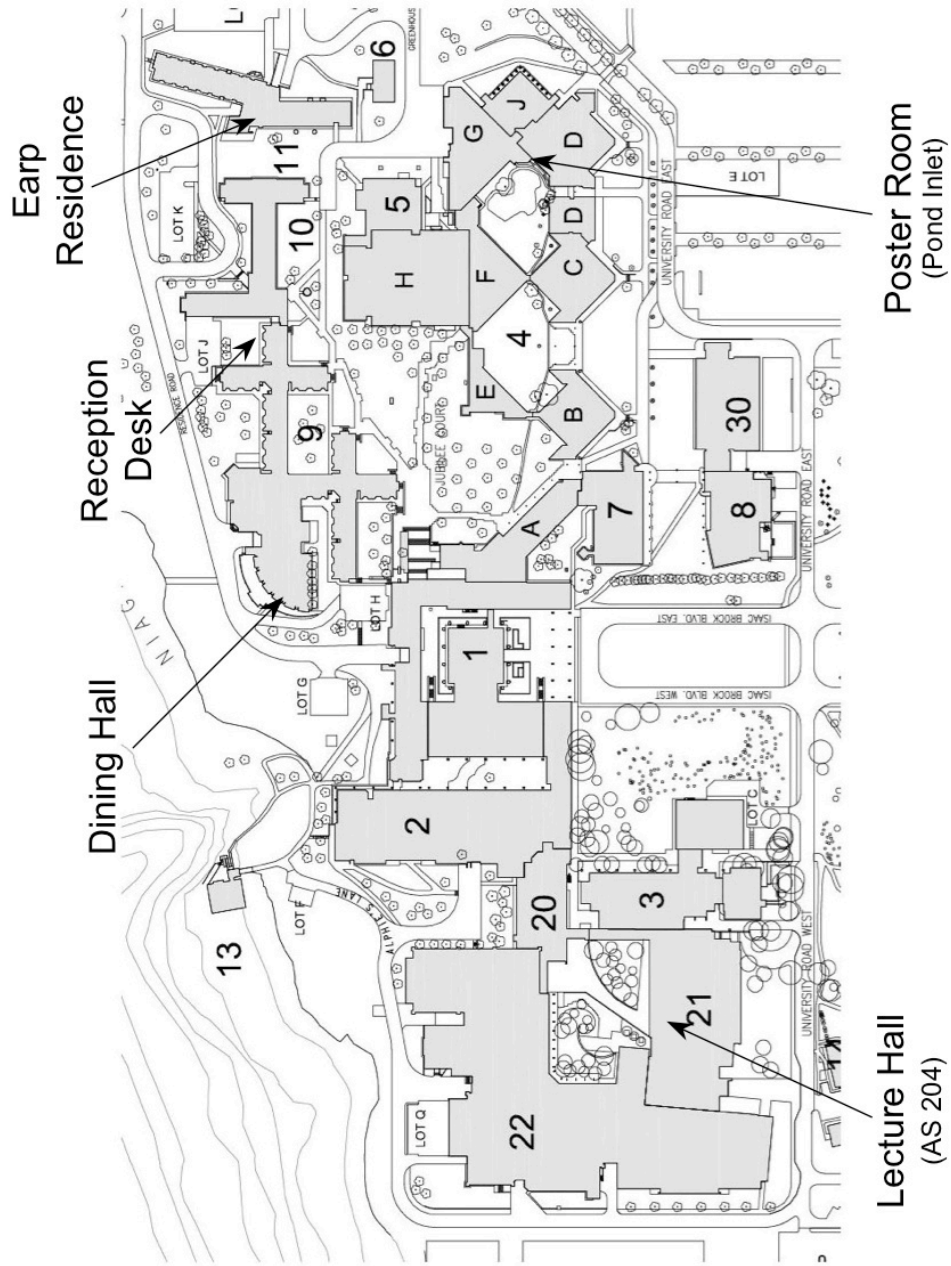 Earp
Residence
Reception
Desk
Dining Hall
Poster Room
(Pond Inlet)
Lecture Hall
(AS 204)
LOT K
LOT J
LOT H
LOT G
LOT F
LOT Q
LOT E
LOT C
RESIDENCE ROAD
GREENHOUS
NIAG
ALPHIE'S LANE
JUBILEE COURT
UNIVERSITY ROAD EAST
UNIVERSITY ROAD EAST
ISAAC BROCK BLVD. EAST
ISAAC BROCK BLVD. WEST
UNIVERSITY ROAD WEST
6
11
10
5
9
H
G
J
D
D
F
C
4
E
B
A
7
30
8
1
2
20
3
13
21
22